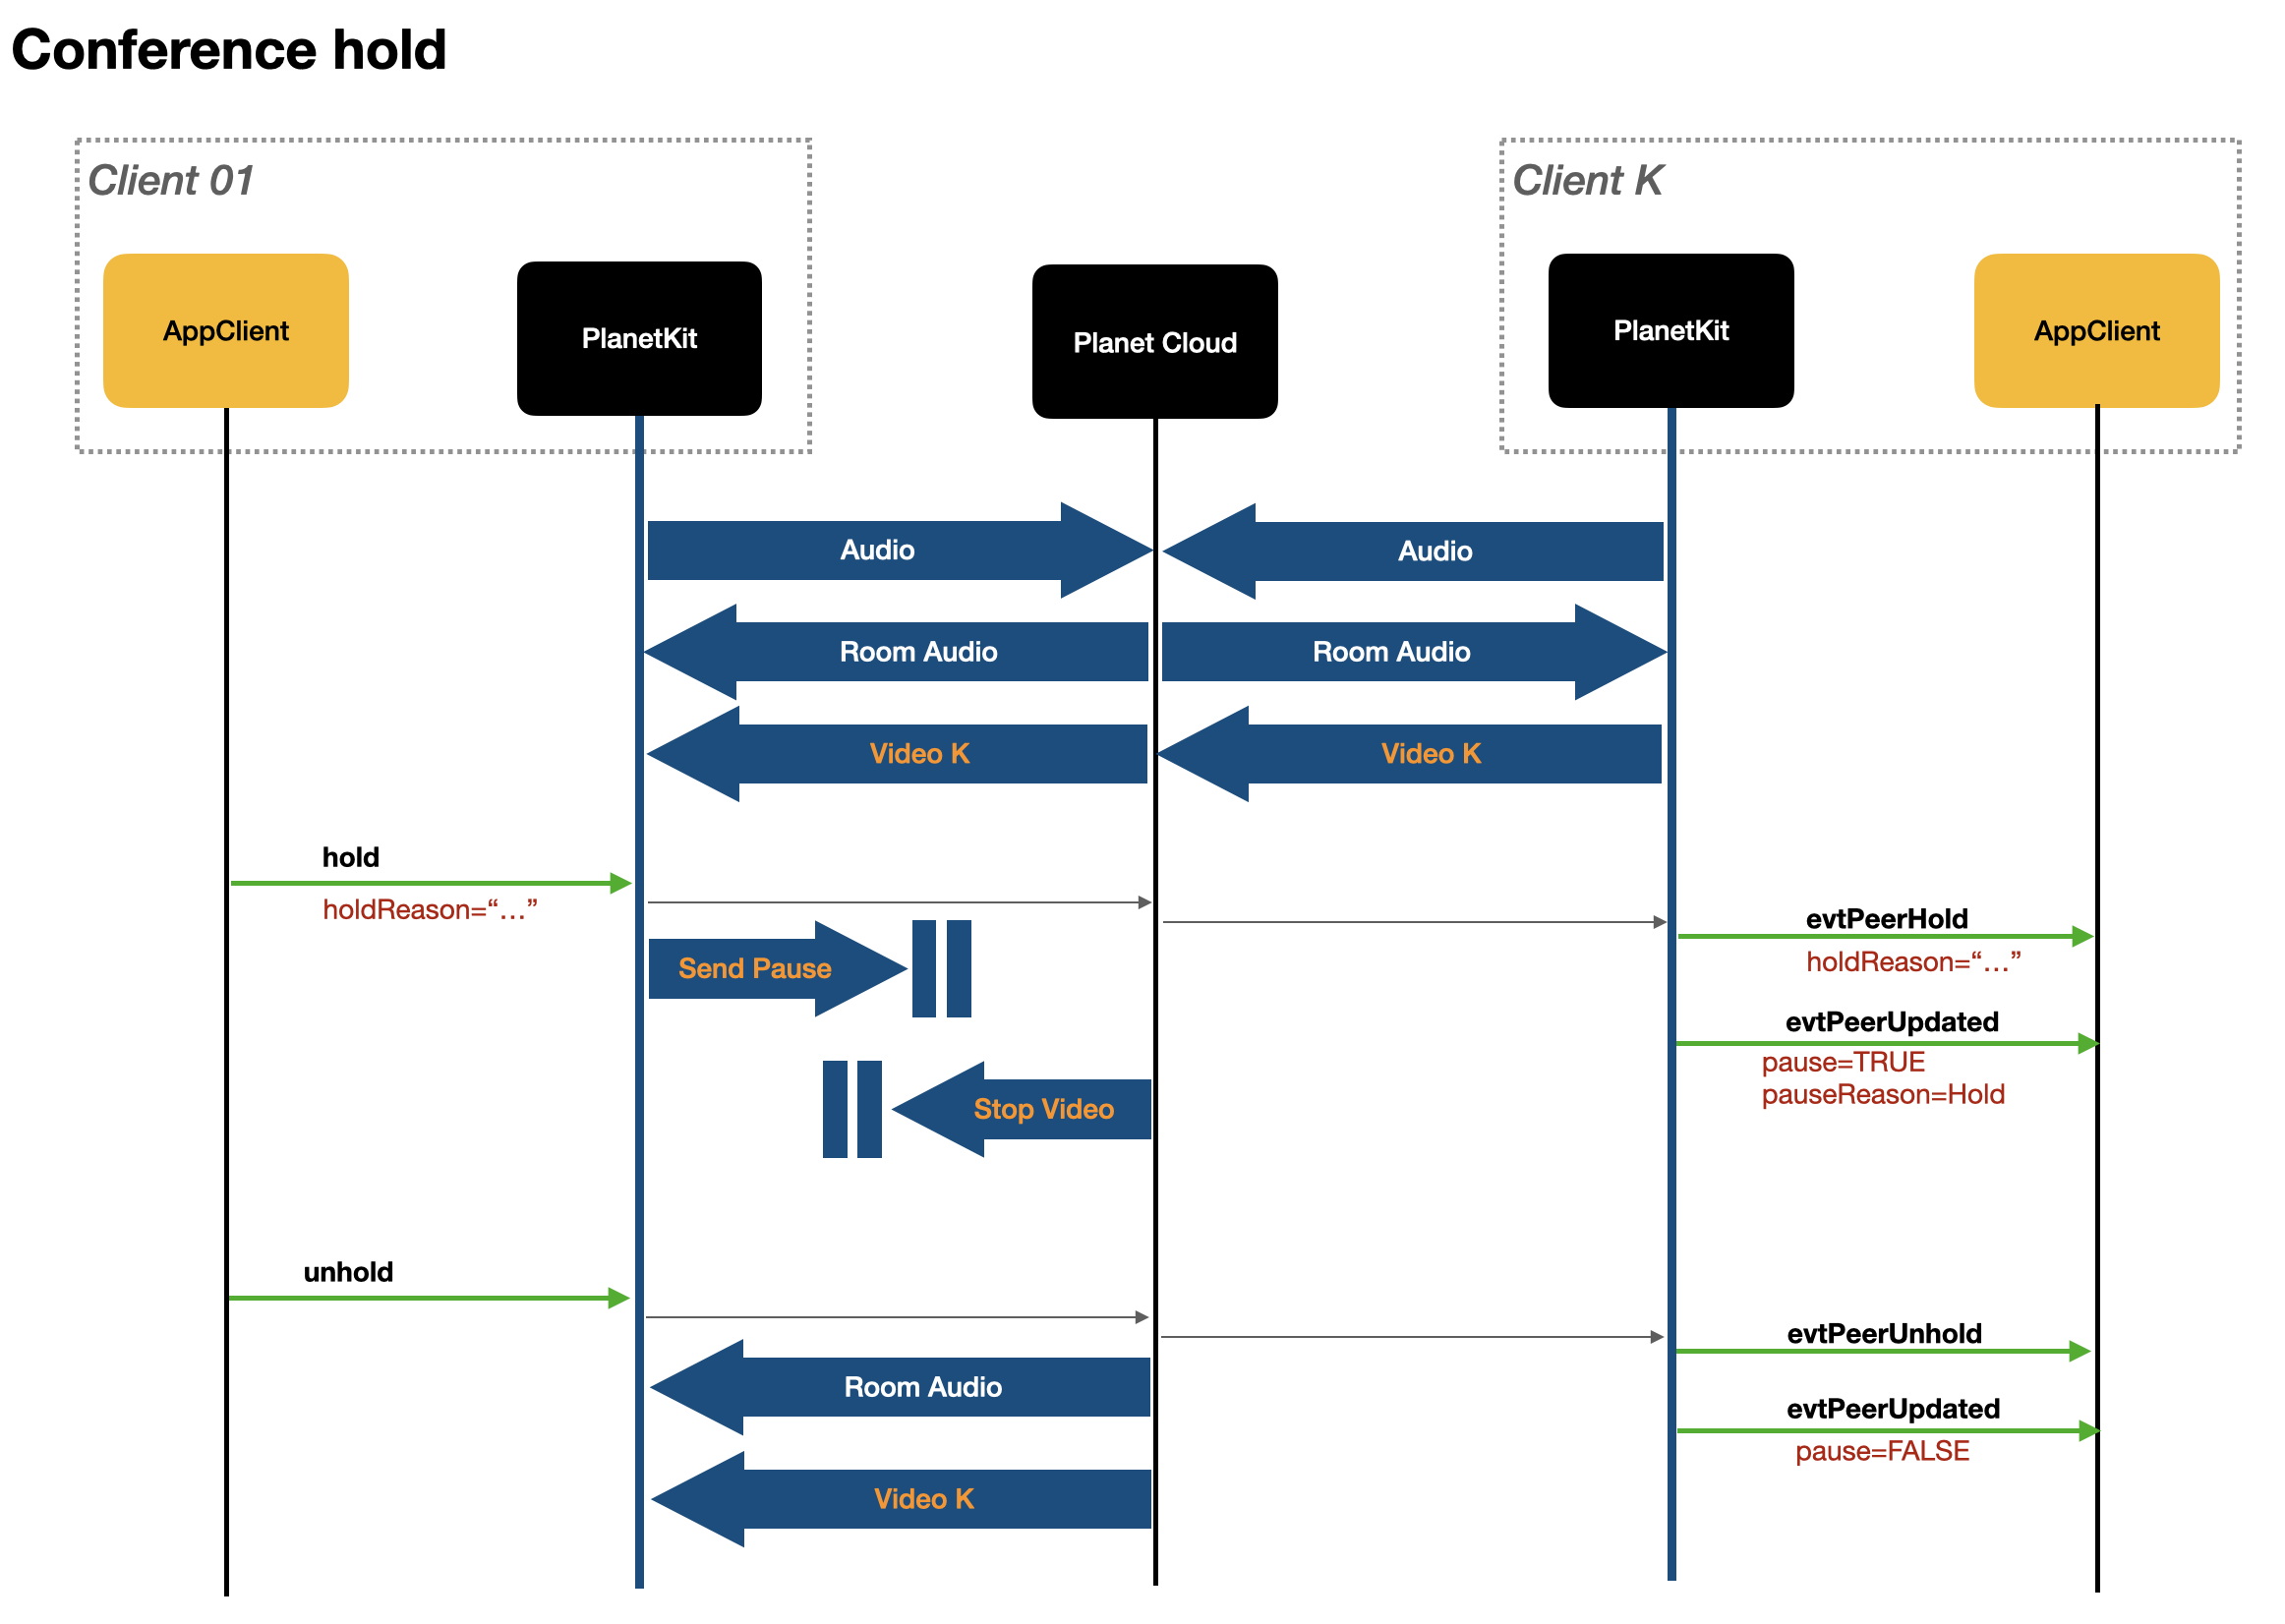 Conference hold
Client 01
Client K
AppClient
PlanetKit
Planet Cloud
PlanetKit
AppClient
Audio
Audio
Room Audio
Room Audio
Video K
Video K
hold
holdReason=“...”
evtPeerHold
holdReason=“...”
Send Pause
evtPeerUpdated
pause=TRUE
pauseReason=Hold
Stop Video
unhold
evtPeerUnhold
Room Audio
evtPeerUpdated
pause=FALSE
Video K